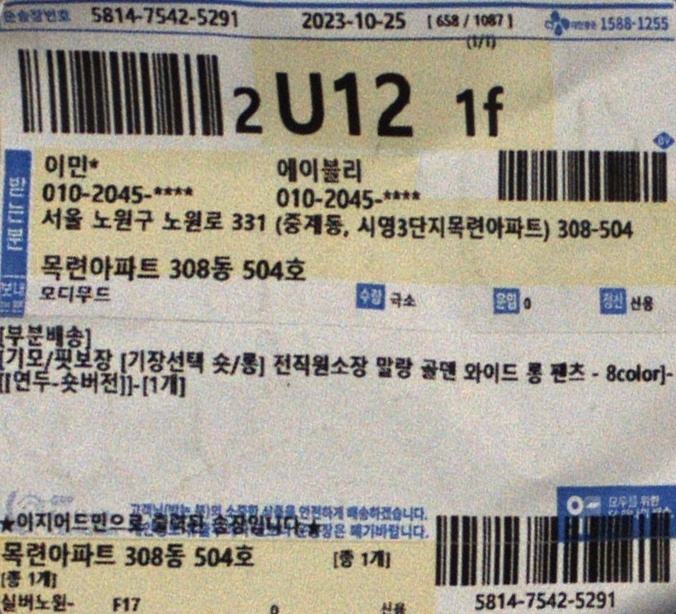 운송장번호 5814-7542-5291 2023-10-25 [ 658 / 1087 ] CJ대한통운 1588-1255
(1/1)
2 U12 1f
이민* 에이블리
010-2045-**** 010-2045-****
서울 노원구 노원로 331 (중계동, 시영3단지목련아파트) 308-504
목련아파트 308동 504호
모디무드 수량 극소 운임 0 정산 신용
[부분배송]
[기모/핏보장 [기장선택 숏/롱] 전직원소장 말랑 골덴 와이드 롱 팬츠 - 8color]-
[[연두-숏버전]]-[1개]
고객님(받는 분)의 소중한 상품을 안전하게 배송하겠습니다.
★이지어드민으로 출력된 송장입니다.★
폐기바랍니다.
모두를 위한
목련아파트 308동 504호 [총 1개]
[총 1개]
실버노원- F17 0 신용
5814-7542-5291